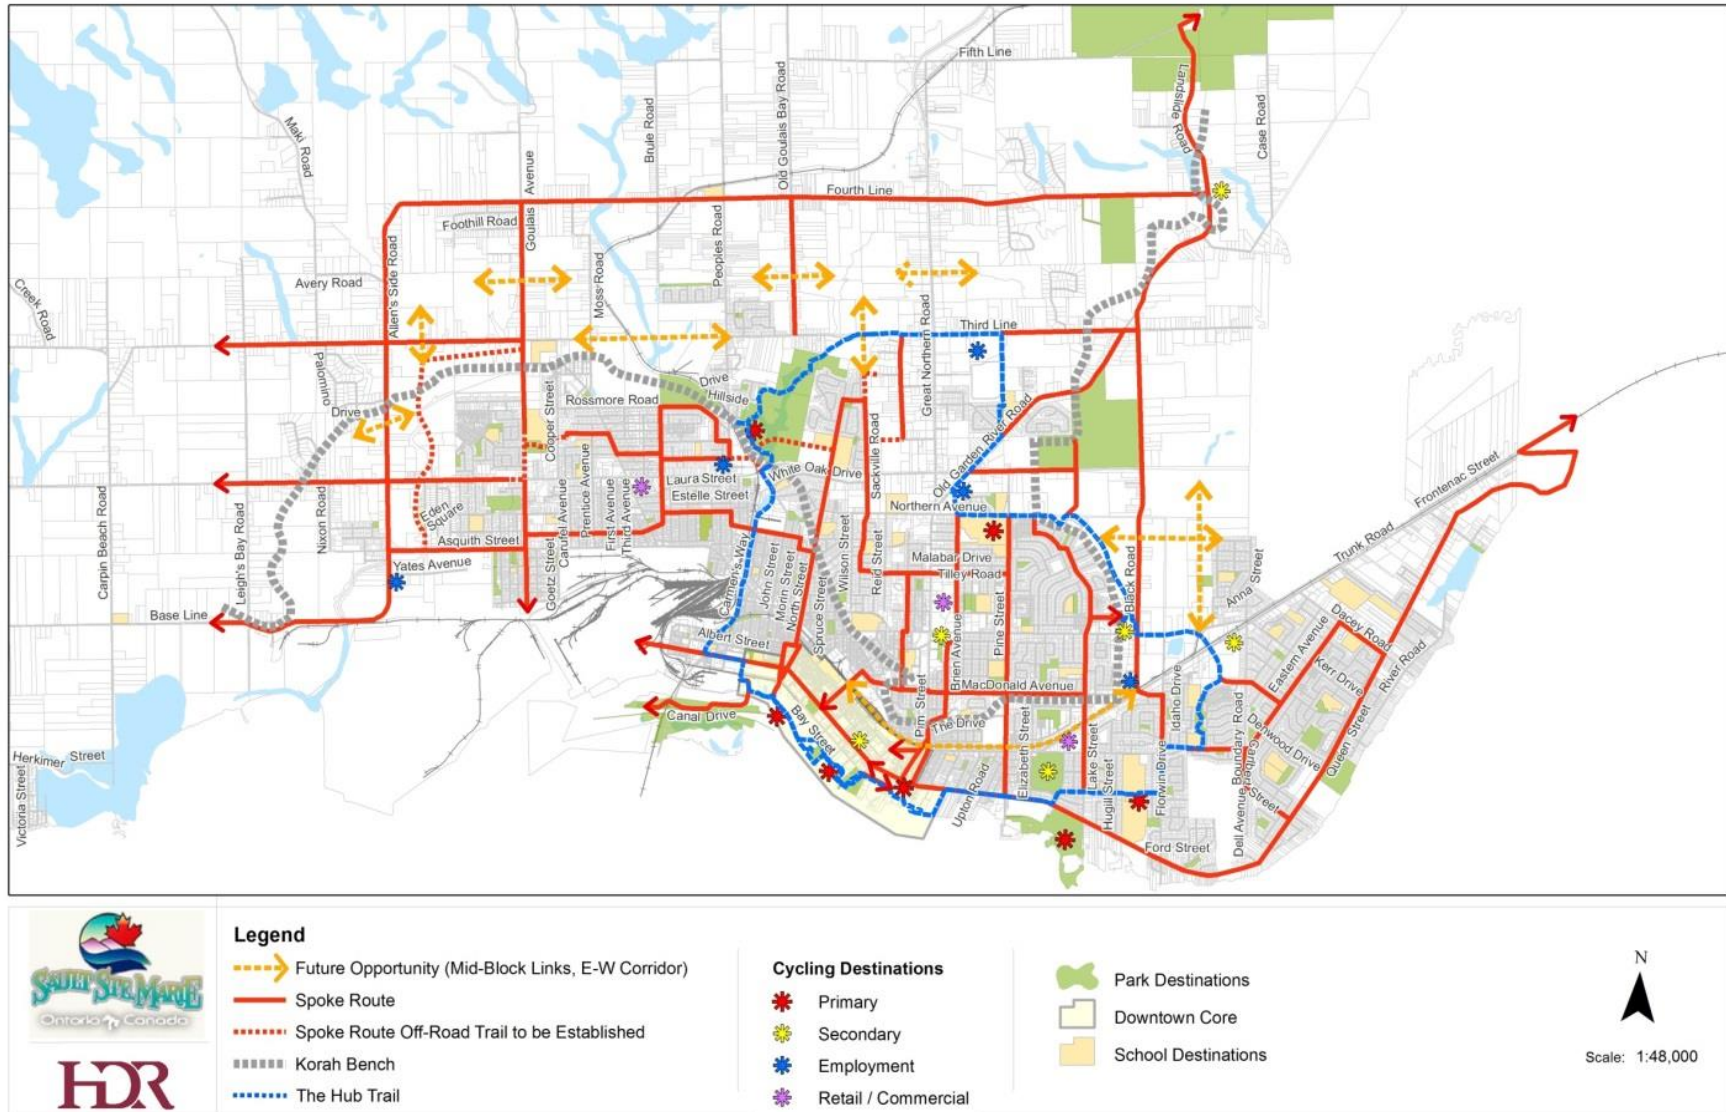 Fifth Line
Maki Road
Brule Road
Old Goulais Bay Road
Landslide Road
Case Road
Goulais Avenue
Fourth Line
Foothill Road
Allen's Side Road
Moss Road
Peoples Road
Avery Road
Creek Road
Great Northern Road
Third Line
Palomino
Drive
Drive
Hillside
Rossmore Road
Cooper Street
White Oak Drive
Sackville Road
Old Garden River Road
Laura Street
Estelle Street
Northern Avenue
Carpin Beach Road
Leigh's Bay Road
Nixon Road
Eden
Square
Asquith Street
Yates Avenue
Goetz Street
Carufel Avenue
Prentice Avenue
First Avenue
Third Avenue
Carmen's Way
John Street
Morin Street
North Street
Spruce Street
Wilson Street
Reid Street
Malabar Drive
Tilley Road
Brien Avenue
Pine Street
Black Road
Anna Street
Trunk Road
Frontenac Street
Base Line
Albert Street
Canal Drive
Bay Street
Pim Street
The Drive
MacDonald Avenue
Upton Road
Elizabeth Street
Lake Street
Hugill Street
Florwin Drive
Idaho Drive
Ford Street
Dell Avenue
Boundary Road
Eastern Avenue
Dacey Road
Kerr Drive
River Road
Denwood Drive
Queen Street
Street
Herkimer Street
Victoria Street
SAULT STE. MARIE
Ontario Canada
HDR
Legend
Future Opportunity (Mid-Block Links, E-W Corridor)
Spoke Route
Spoke Route Off-Road Trail to be Established
Korah Bench
The Hub Trail
Cycling Destinations
Primary
Secondary
Employment
Retail / Commercial
Park Destinations
Downtown Core
School Destinations
N
Scale: 1:48,000